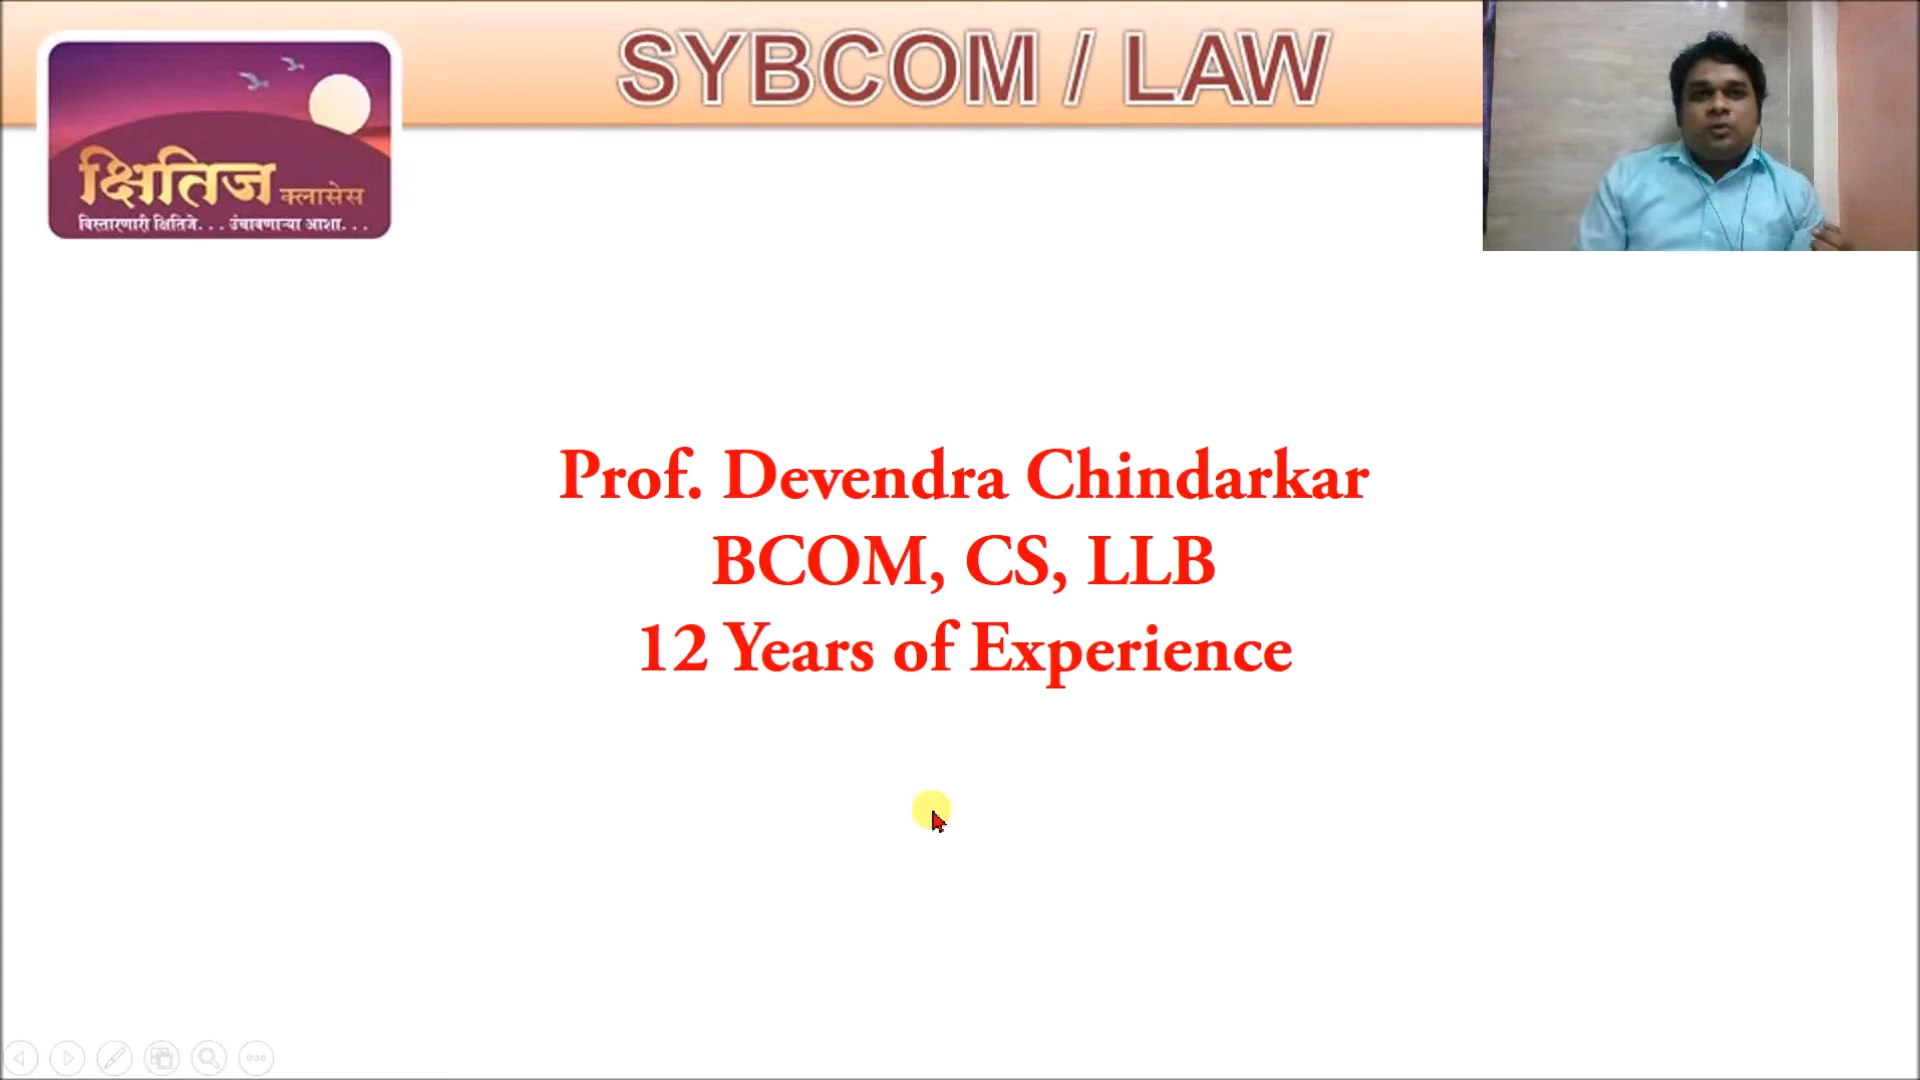 SYBCOM / LAW
क्षितिज क्लासेस
विस्तारणारी क्षितिजे... उंचावणाऱ्या आशा...
Prof. Devendra Chindarkar
BCOM, CS, LLB
12 Years of Experience